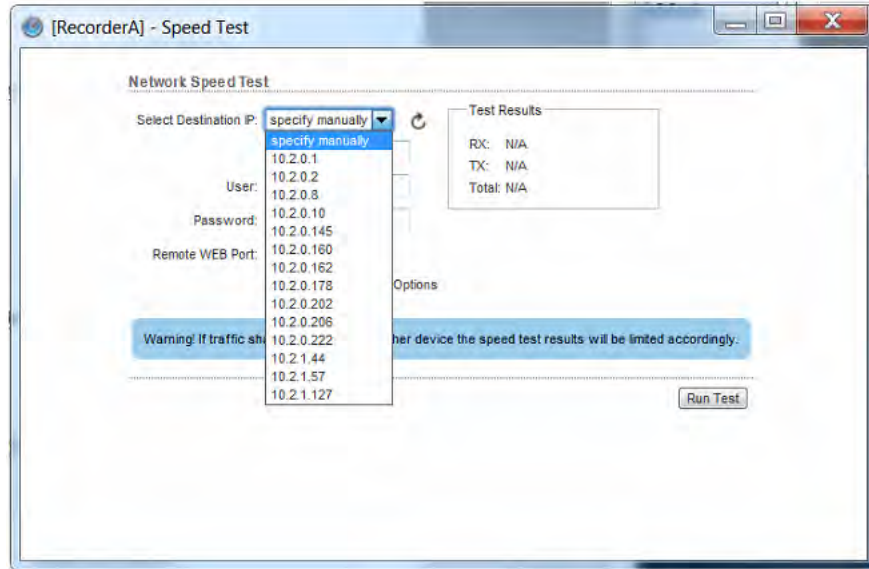 [RecorderA] - Speed Test
Network Speed Test
Select Destination IP: specify manually
Test Results
specify manually
RX: N/A
10.2.0.1
TX: N/A
10.2.0.2
User:
Total: N/A
10.2.0.8
10.2.0.10
Password:
10.2.0.145
10.2.0.160
Remote WEB Port:
10.2.0.162
10.2.0.178
Options
10.2.0.202
10.2.0.206
10.2.0.222
Warning! If traffic sha her device the speed test results will be limited accordingly.
10.2.1.44
10.2.1.57
10.2.1.127
Run Test